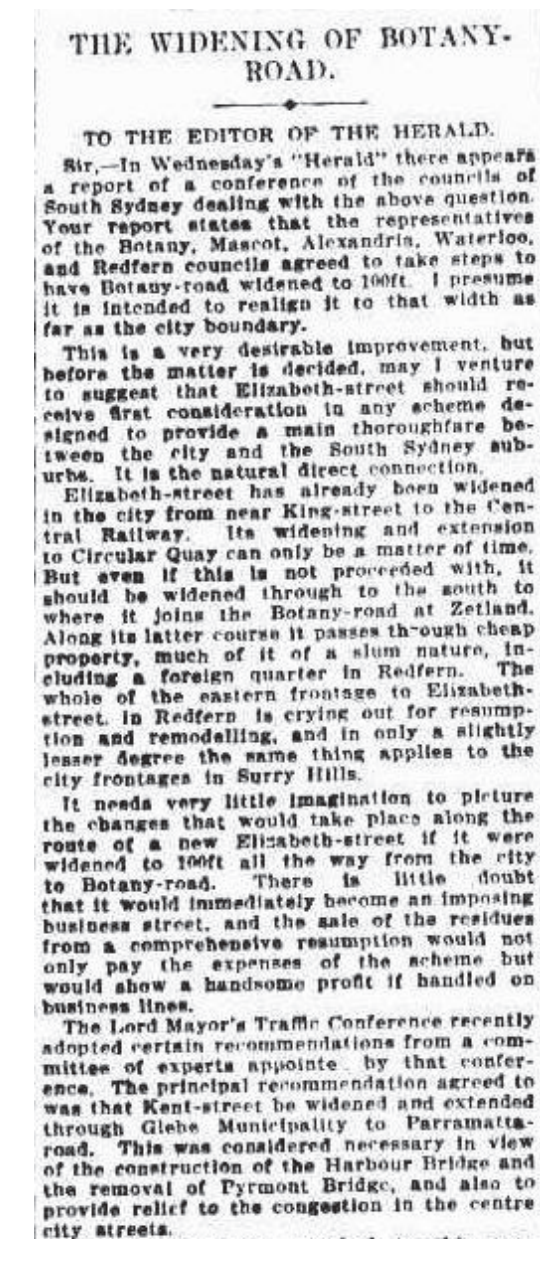 THE WIDENING OF BOTANY-
ROAD.
TO THE EDITOR OF THE HERALD.
Sir,—In Wednesday's "Herald" there appears
a report of a conference of the councils of
South Sydney dealing with the above question.
Your report states that the representatives
of the Botany, Mascot, Alexandria, Waterloo,
and Redfern councils agreed to take steps to
have Botany-road widened to 100ft. I presume
it is intended to realign it to that width as
far as the city boundary.
This is a very desirable improvement, but
before the matter is decided, may I venture
to suggest that Elizabeth-street should re-
ceive first consideration in any scheme de-
signed to provide a main thoroughfare be-
tween the city and the South Sydney sub-
urbs. It is the natural direct connection.
Elizabeth-street has already been widened
in the city from near King-street to the Cen-
tral Railway. Its widening and extension
to Circular Quay can only be a matter of time.
But even if this is not proceeded with, it
should be widened through to the south to
where it joins the Botany-road at Zetland.
Along its latter course it passes through cheap
property, much of it of a slum nature, in-
cluding a foreign quarter in Redfern. The
whole of the eastern frontage to Elizabeth-
street, in Redfern is crying out for resump-
tion and remodelling, and in only a slightly
lesser degree the same thing applies to the
city frontages in Surry Hills.
It needs very little imagination to picture
the changes that would take place along the
route of a new Elizabeth-street if it were
widened to 100ft all the way from the city
to Botany-road. There is little doubt
that it would immediately become an imposing
business street, and the sale of the residues
from a comprehensive resumption would not
only pay the expenses of the scheme but
would show a handsome profit if handled on
business lines.
The Lord Mayor's Traffic Conference recently
adopted certain recommendations from a com-
mittee of experts appointe by that confer-
ence. The principal recommendation agreed to
was that Kent-street be widened and extended
through Glebe Municipality to Parramatta-
road. This was considered necessary in view
of the construction of the Harbour Bridge and
the removal of Pyrmont Bridge, and also to
provide relief to the congestion in the centre
city streets.